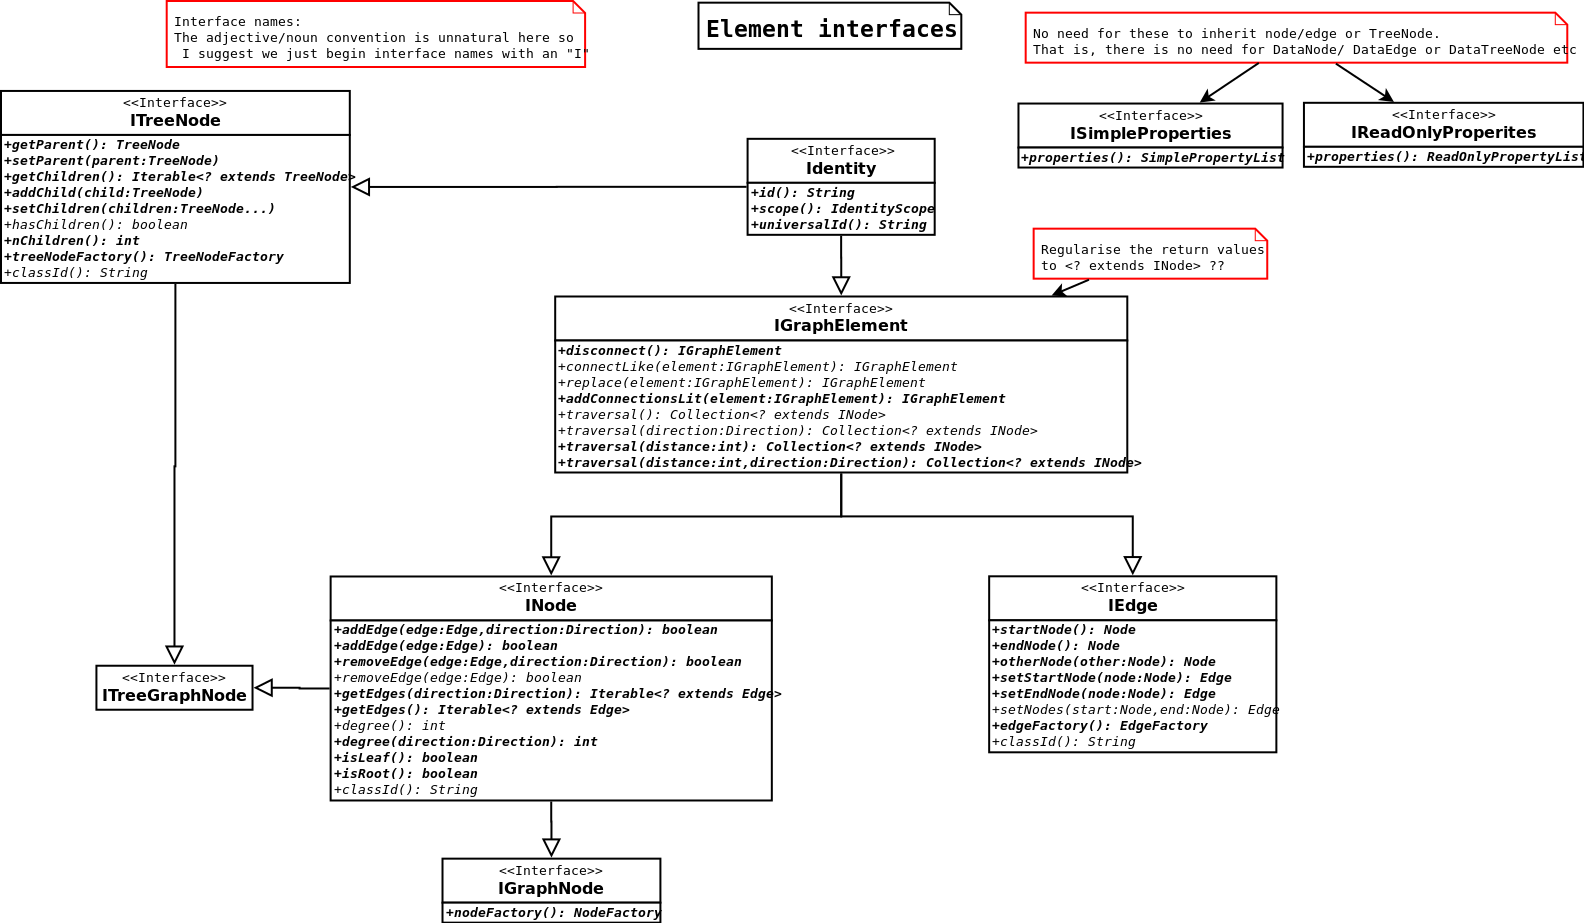 Interface names:
The adjective/noun convention is unnatural here so
I suggest we just begin interface names with an "I"
Element interfaces
No need for these to inherit node/edge or TreeNode.
That is, there is no need for DataNode/ DataEdge or DataTreeNode etc
<<Interface>>
ITreeNode
+getParent(): TreeNode
+setParent(parent:TreeNode)
+getChildren(): Iterable<? extends TreeNode>
+addChild(child:TreeNode)
+setChildren(children:TreeNode...)
+hasChildren(): boolean
+nChildren(): int
+treeNodeFactory(): TreeNodeFactory
+classId(): String
<<Interface>>
Identity
+id(): String
+scope(): IdentityScope
+universalId(): String
<<Interface>>
ISimpleProperties
+properties(): SimplePropertyList
<<Interface>>
IReadOnlyProperites
+properties(): ReadOnlyPropertyList
Regularise the return values
to <? extends INode> ??
<<Interface>>
IGraphElement
+disconnect(): IGraphElement
+connectLike(element:IGraphElement): IGraphElement
+replace(element:IGraphElement): IGraphElement
+addConnectionsLit(element:IGraphElement): IGraphElement
+traversal(): Collection<? extends INode>
+traversal(direction:Direction): Collection<? extends INode>
+traversal(distance:int): Collection<? extends INode>
+traversal(distance:int,direction:Direction): Collection<? extends INode>
<<Interface>>
ITreeGraphNode
<<Interface>>
INode
+addEdge(edge:Edge,direction:Direction): boolean
+addEdge(edge:Edge): boolean
+removeEdge(edge:Edge,direction:Direction): boolean
+removeEdge(edge:Edge): boolean
+getEdges(direction:Direction): Iterable<? extends Edge>
+getEdges(): Iterable<? extends Edge>
+degree(): int
+degree(direction:Direction): int
+isLeaf(): boolean
+isRoot(): boolean
+classId(): String
<<Interface>>
IEdge
+startNode(): Node
+endNode(): Node
+otherNode(other:Node): Node
+setStartNode(node:Node): Edge
+setEndNode(node:Node): Edge
+setNodes(start:Node,end:Node): Edge
+edgeFactory(): EdgeFactory
+classId(): String
<<Interface>>
IGraphNode
+nodeFactory(): NodeFactory